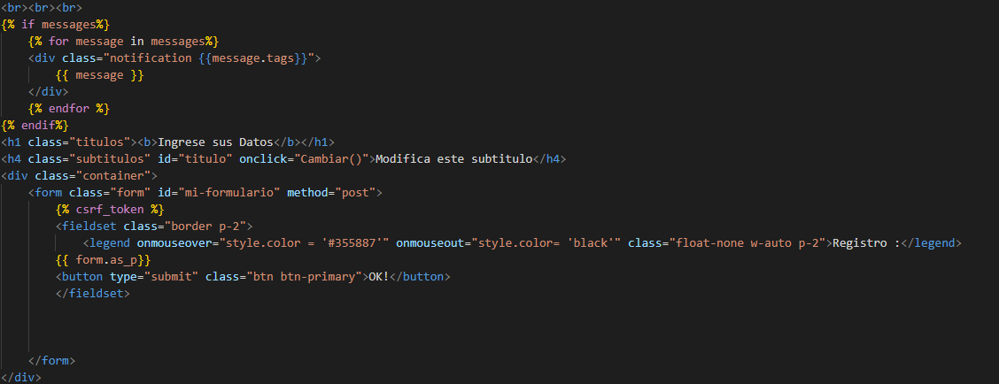 <br><br><br>
{% if messages%}
{% for message in messages%}
<div class="notification {{message.tags}}">
{{ message }}
</div>
{% endfor %}
{% endif%}
<h1 class="titulos"><b>Ingrese sus Datos</b></h1>
<h4 class="subtitulos" id="titulo" onclick="Cambiar()">Modifica este subtitulo</h4>
<div class="container">
<form class="form" id="mi-formulario" method="post">
{% csrf_token %}
<fieldset class="border p-2">
<legend onmouseover="style.color = '#355887'" onmouseout="style.color= 'black'" class="float-none w-auto p-2">Registro :</legend>
{{ form.as_p}}
<button type="submit" class="btn btn-primary">OK!</button>
</fieldset>
</form>
</div>